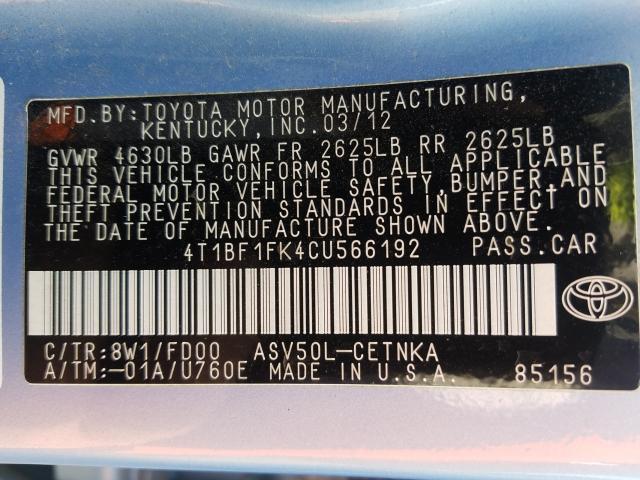 MFD.BY:TOYOTA MOTOR MANUFACTURING,
KENTUCKY,INC.03/12
GVWR 4630LB GAWR FR 2625LB RR 2625LB
THIS VEHICLE CONFORMS TO ALL APPLICABLE
FEDERAL MOTOR VEHICLE SAFETY,BUMPER,AND
THEFT PREVENTION STANDARDS IN EFFECT ON
THE DATE OF MANUFACTURE SHOWN ABOVE.
4T1BF1FK4CU566192 PASS.CAR
C/TR:8W1/FD00 ASV50L-CETNKA
A/TM:-01A/U760E MADE IN U.S.A. 85156